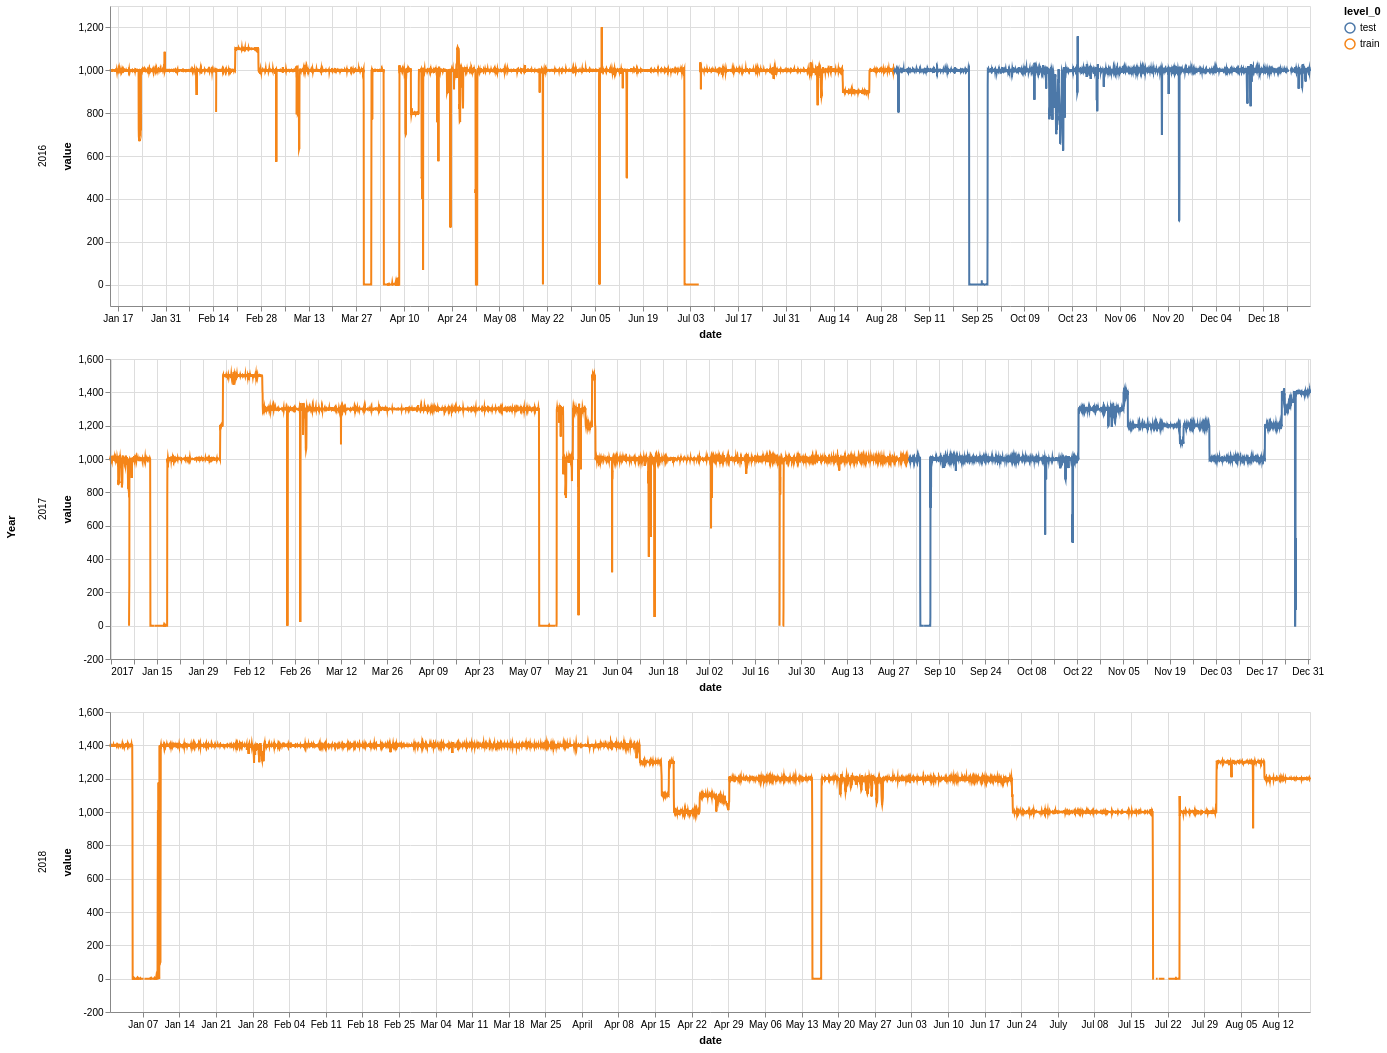 level_0
test
train
1,200
1,000
800
600
400
200
0
2016
value
Jan 17 Jan 31 Feb 14 Feb 28 Mar 13 Mar 27 Apr 10 Apr 24 May 08 May 22 Jun 05 Jun 19 Jul 03 Jul 17 Jul 31 Aug 14 Aug 28 Sep 11 Sep 25 Oct 09 Oct 23 Nov 06 Nov 20 Dec 04 Dec 18
date
1,600
1,400
1,200
1,000
800
600
400
200
0
-200
Year
2017
value
2017 Jan 15 Jan 29 Feb 12 Feb 26 Mar 12 Mar 26 Apr 09 Apr 23 May 07 May 21 Jun 04 Jun 18 Jul 02 Jul 16 Jul 30 Aug 13 Aug 27 Sep 10 Sep 24 Oct 08 Oct 22 Nov 05 Nov 19 Dec 03 Dec 17 Dec 31
date
1,600
1,400
1,200
1,000
800
600
400
200
0
-200
2018
value
Jan 07 Jan 14 Jan 21 Jan 28 Feb 04 Feb 11 Feb 18 Feb 25 Mar 04 Mar 11 Mar 18 Mar 25 April Apr 08 Apr 15 Apr 22 Apr 29 May 06 May 13 May 20 May 27 Jun 03 Jun 10 Jun 17 Jun 24 July Jul 08 Jul 15 Jul 22 Jul 29 Aug 05 Aug 12
date